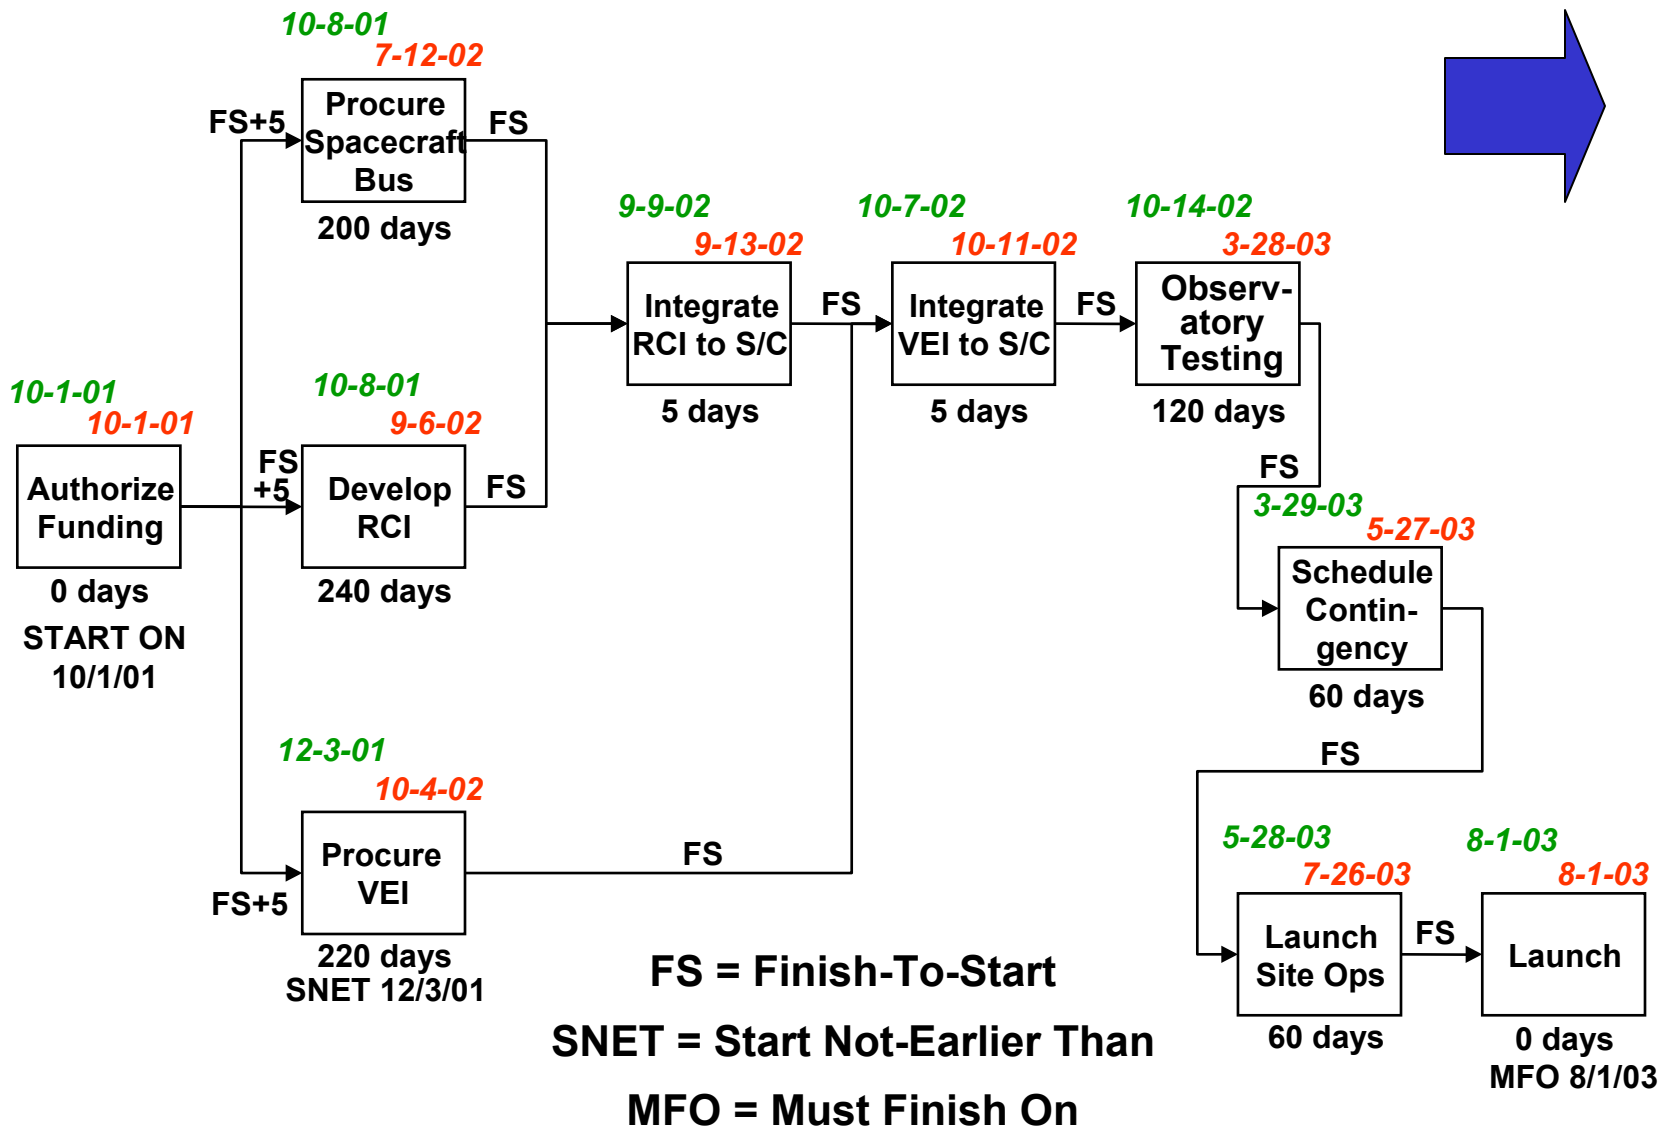 10-8-01
7-12-02
FS+5
Procure
Spacecraft
Bus
FS
200 days
9-9-02
9-13-02
Integrate
RCI to S/C
5 days
FS
10-7-02
10-11-02
Integrate
VEI to S/C
5 days
FS
10-14-02
3-28-03
Observ-
atory
Testing
120 days
10-1-01
10-1-01
Authorize
Funding
0 days
START ON
10/1/01
10-8-01
9-6-02
FS
+5
Develop
RCI
FS
240 days
FS
3-29-03
5-27-03
Schedule
Contin-
gency
60 days
FS
12-3-01
10-4-02
Procure
VEI
FS+5
FS
220 days
SNET 12/3/01
5-28-03
7-26-03
Launch
Site Ops
60 days
FS
8-1-03
8-1-03
Launch
0 days
MFO 8/1/03
FS = Finish-To-Start
SNET = Start Not-Earlier Than
MFO = Must Finish On